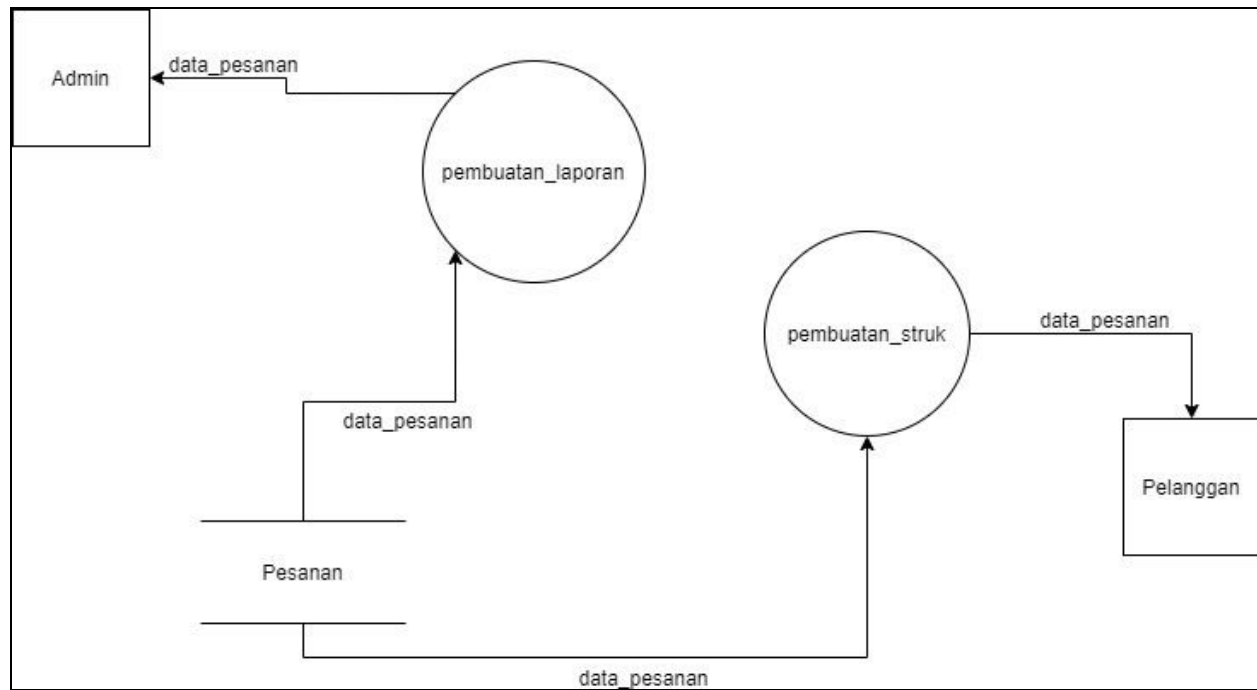 data_pesanan
Admin
pembuatan_laporan
pembuatan_struk
data_pesanan
data_pesanan
Pelanggan
Pesanan
data_pesanan